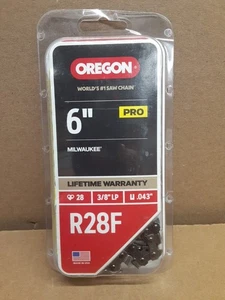 OREGON
WORLD'S #1 SAW CHAIN
6" PRO
MILWAUKEE
LIFETIME WARRANTY
28 3/8" LP .043"
R28F
MADE IN USA